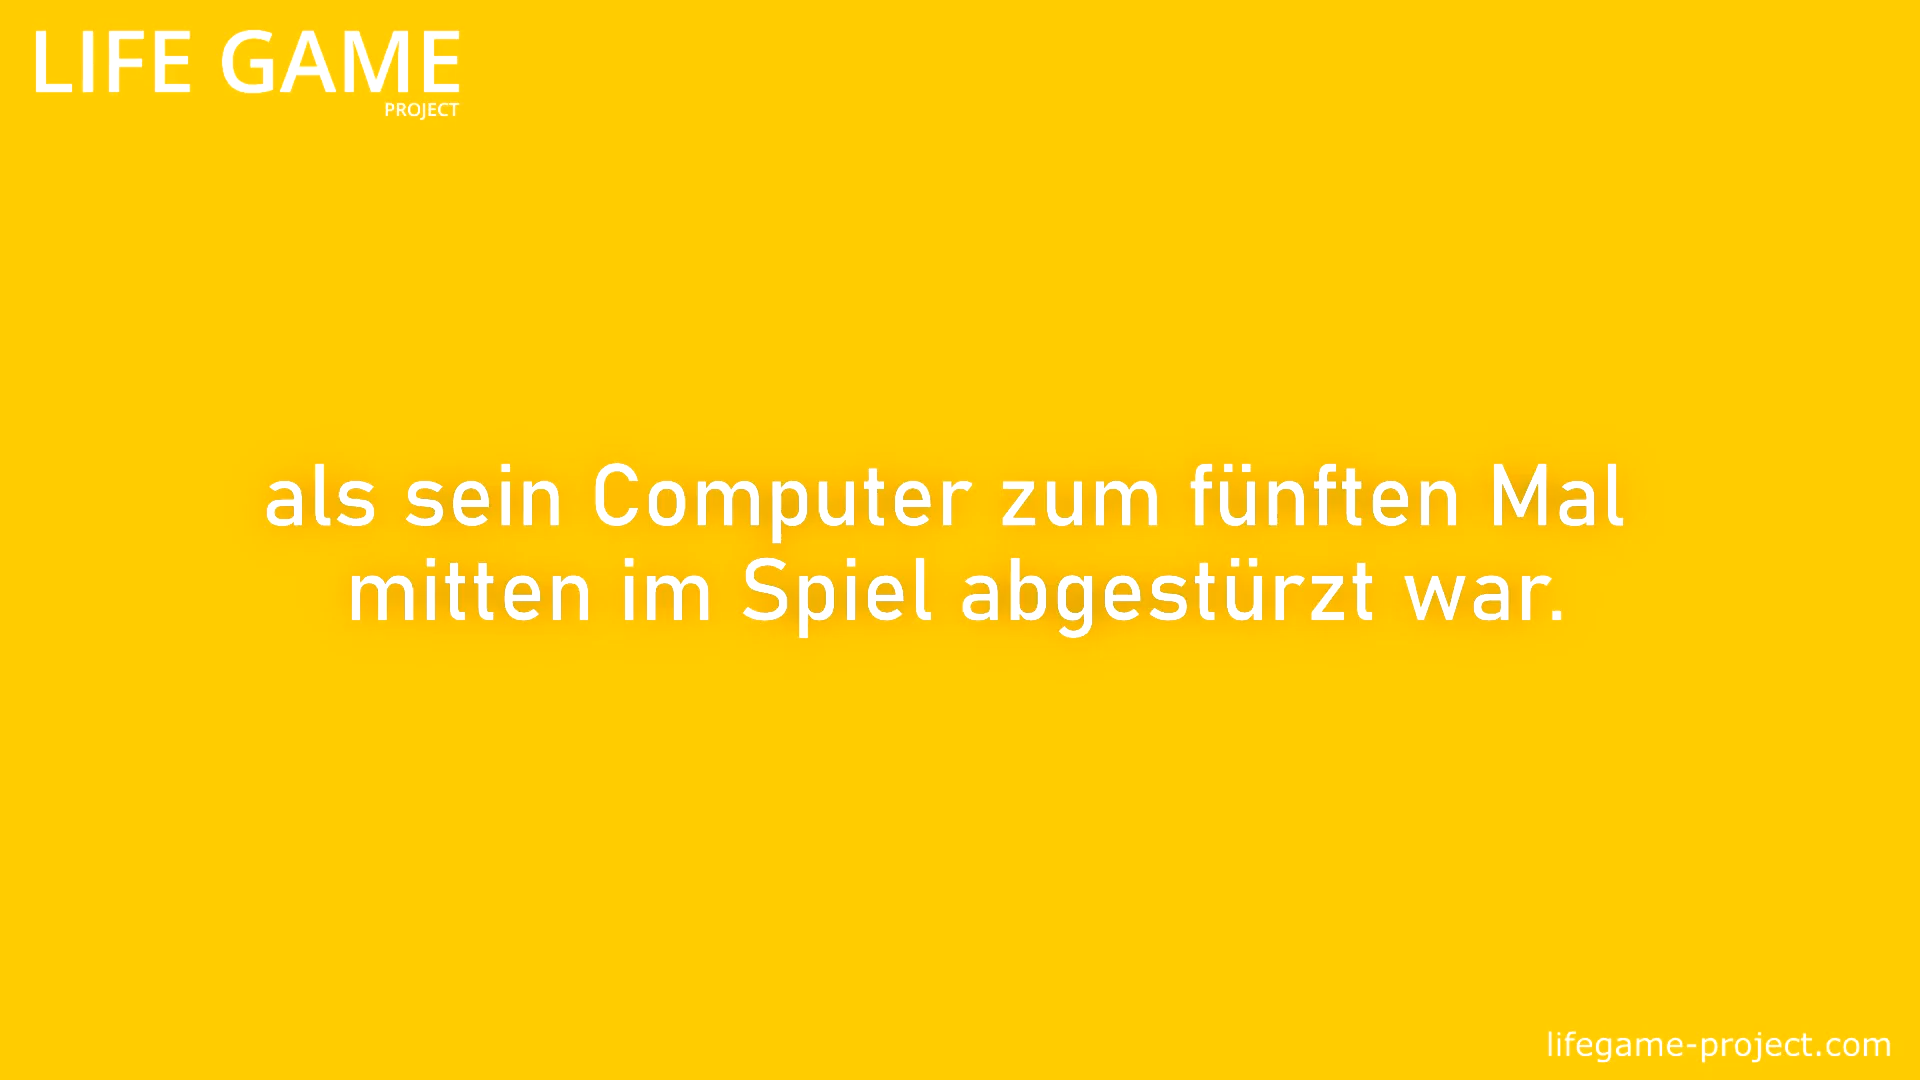 LIFE GAME
PROJECT
als sein Computer zum fünften Mal
mitten im Spiel abgestürzt war.
lifegame-project.com